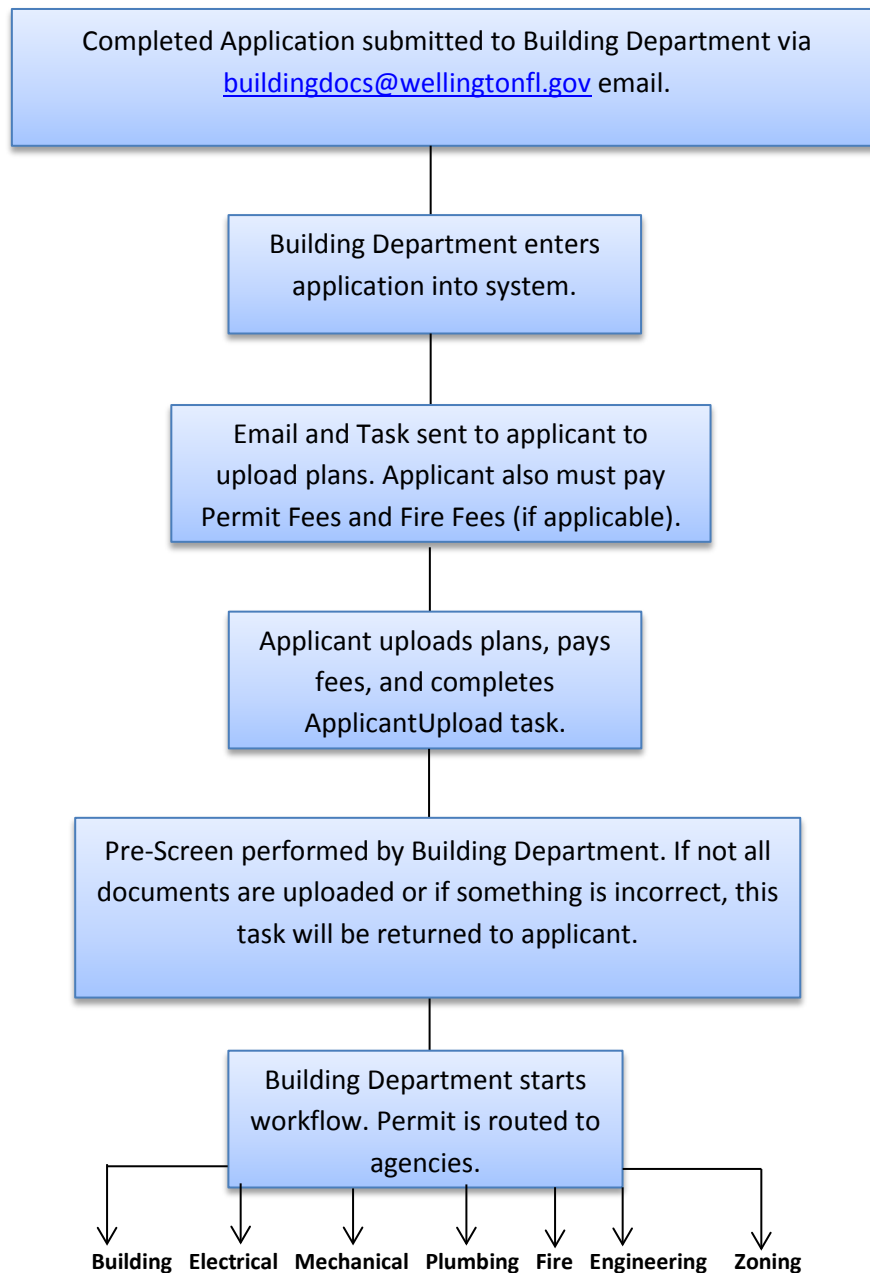 Completed Application submitted to Building Department via
buildingdocs@wellingtonfl.gov email.
Building Department enters
application into system.
Email and Task sent to applicant to
upload plans. Applicant also must pay
Permit Fees and Fire Fees (if applicable).
Applicant uploads plans, pays
fees, and completes
ApplicantUpload task.
Pre-Screen performed by Building Department. If not all
documents are uploaded or if something is incorrect, this
task will be returned to applicant.
Building Department starts
workflow. Permit is routed to
agencies.
Building Electrical Mechanical Plumbing Fire Engineering Zoning